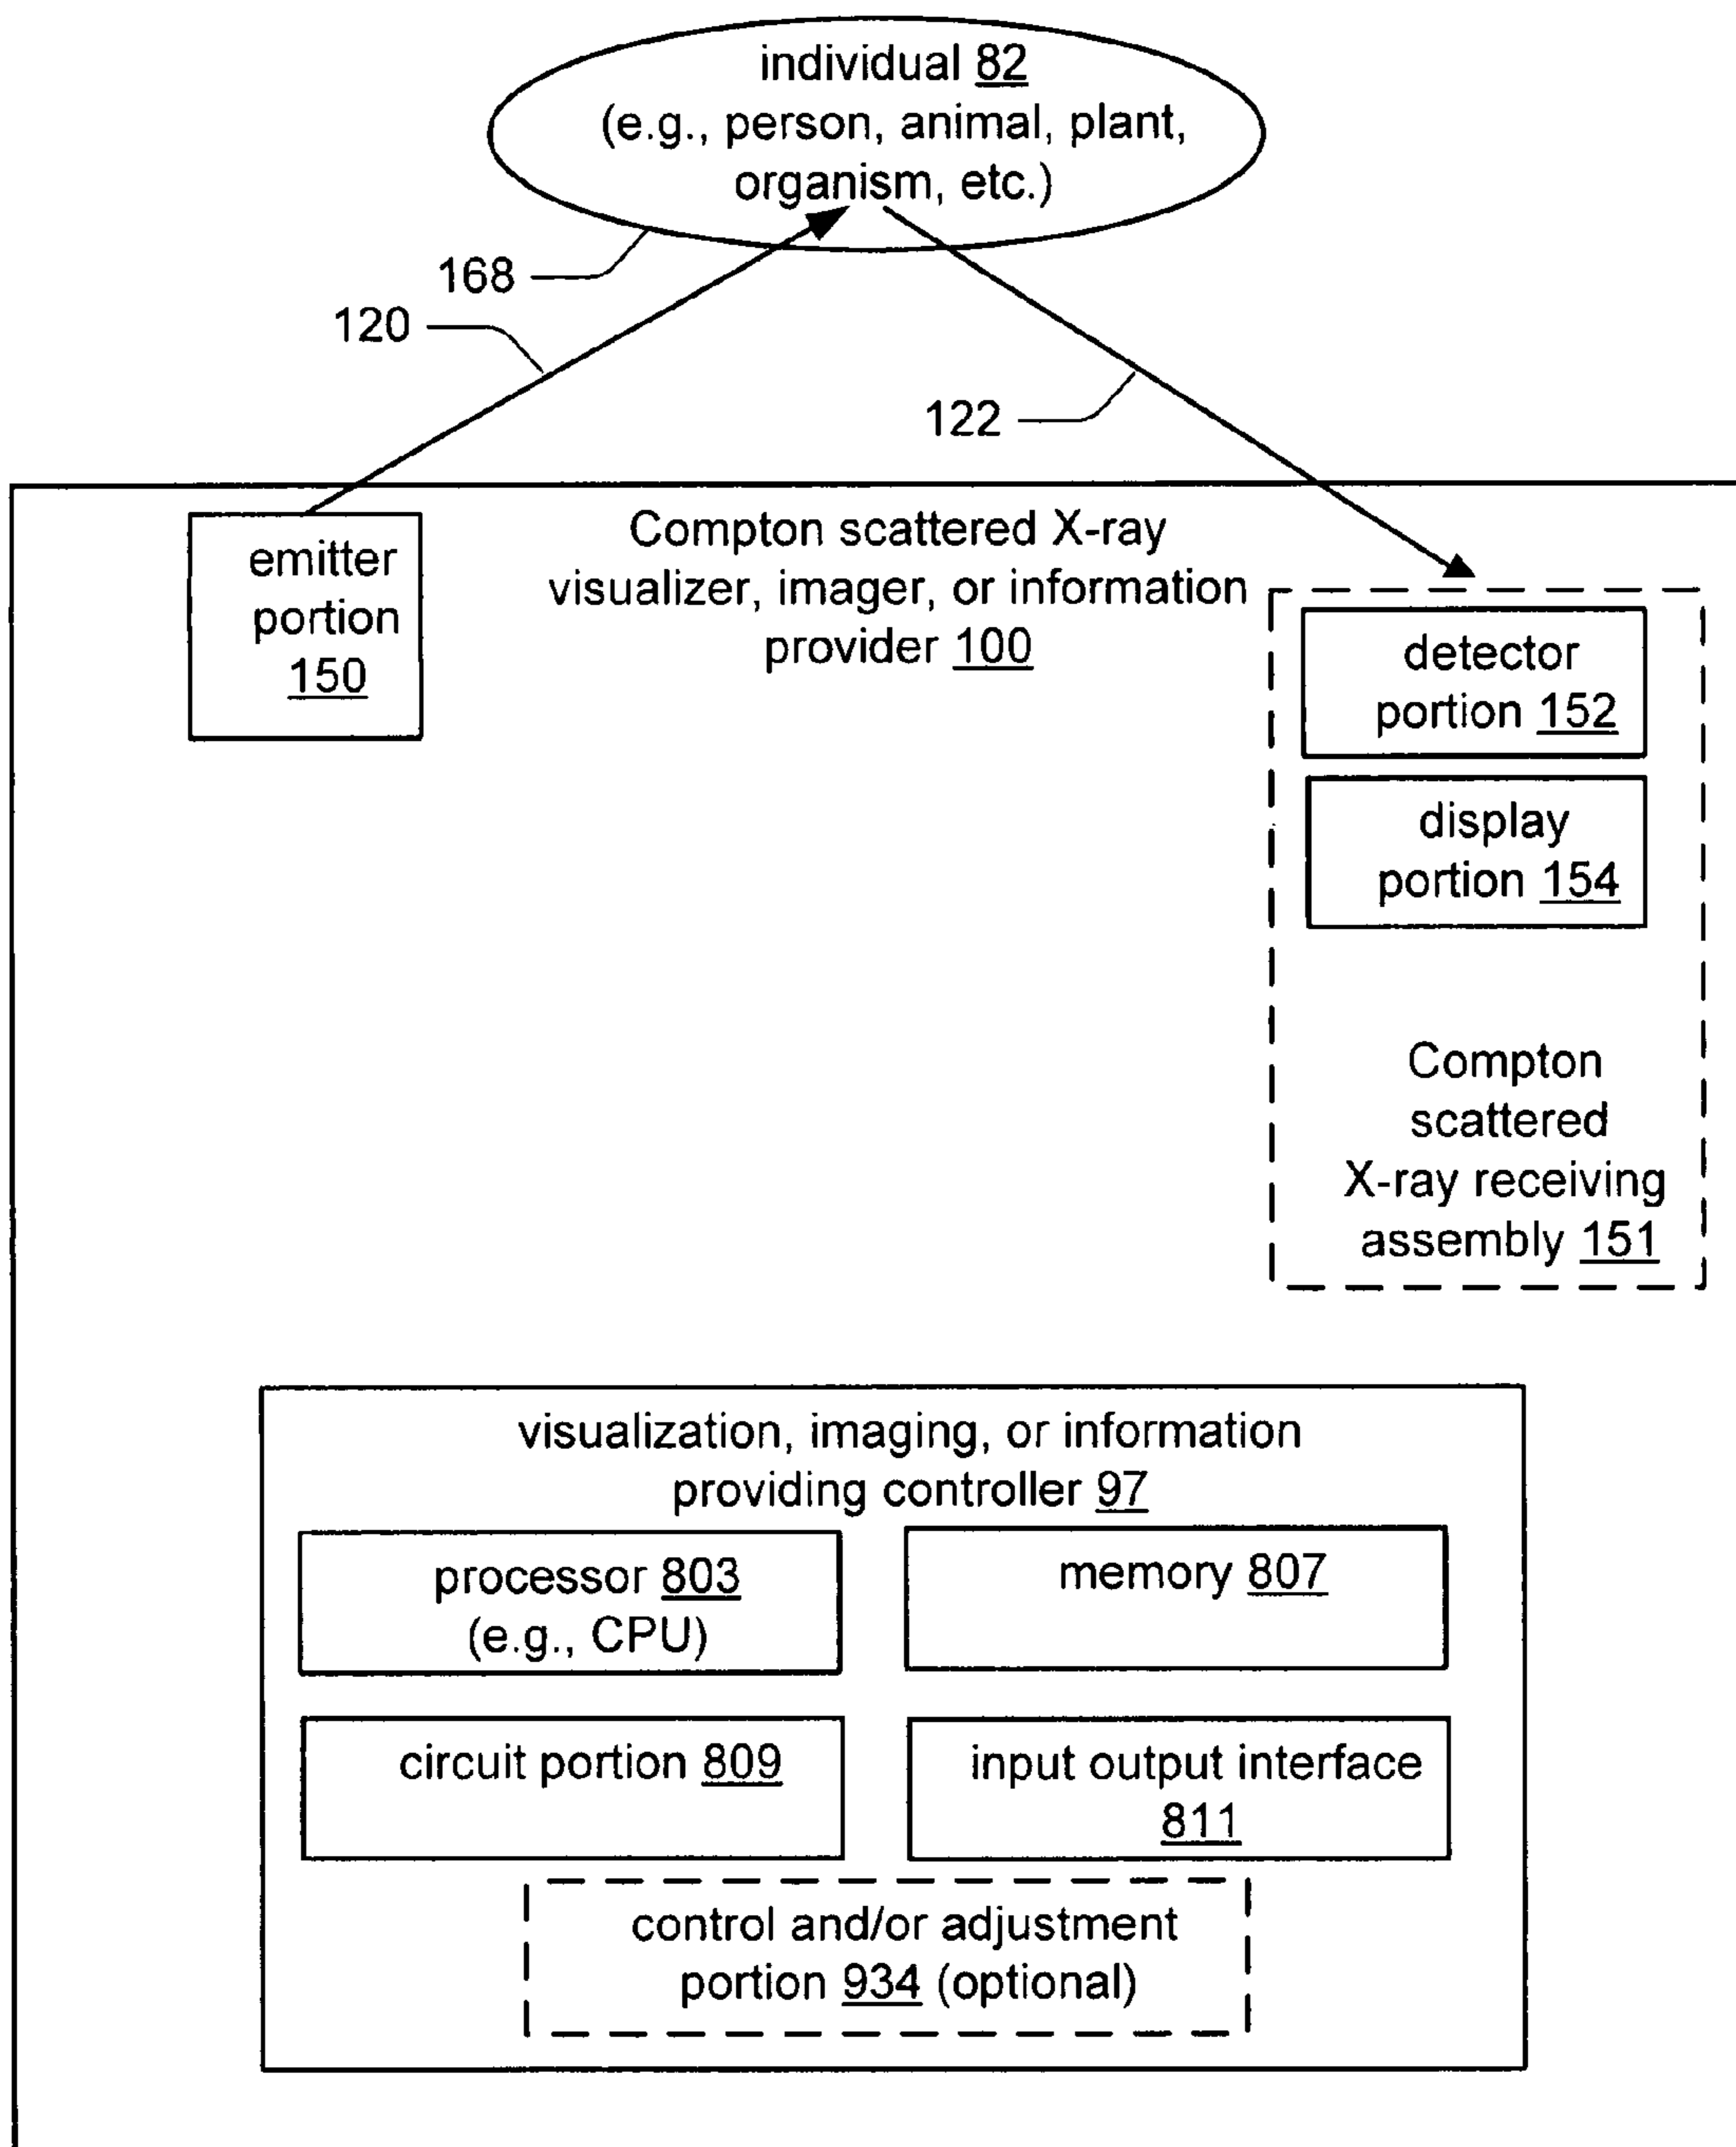 individual 82
(e.g., person, animal, plant,
organism, etc.)
168
120
122
emitter
portion
150
Compton scattered X-ray
visualizer, imager, or information
provider 100
detector
portion 152
display
portion 154
Compton
scattered
X-ray receiving
assembly 151
visualization, imaging, or information
providing controller 97
processor 803
(e.g., CPU)
memory 807
circuit portion 809
input output interface
811
control and/or adjustment
portion 934 (optional)